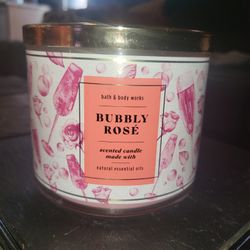 bath & body works
BUBBLY
ROSÉ
scented candle
made with
natural essential oils